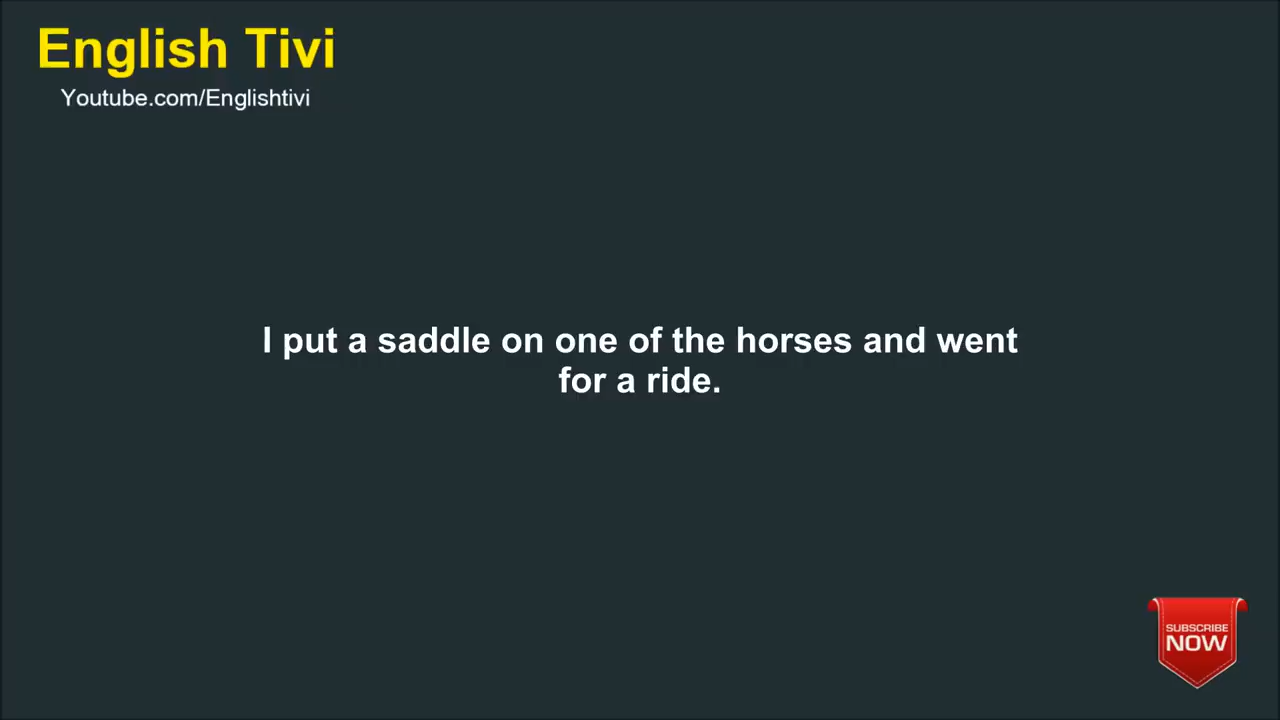 English Tivi
Youtube.com/Englishtivi
I put a saddle on one of the horses and went
for a ride.
SUBSCRIBE
NOW